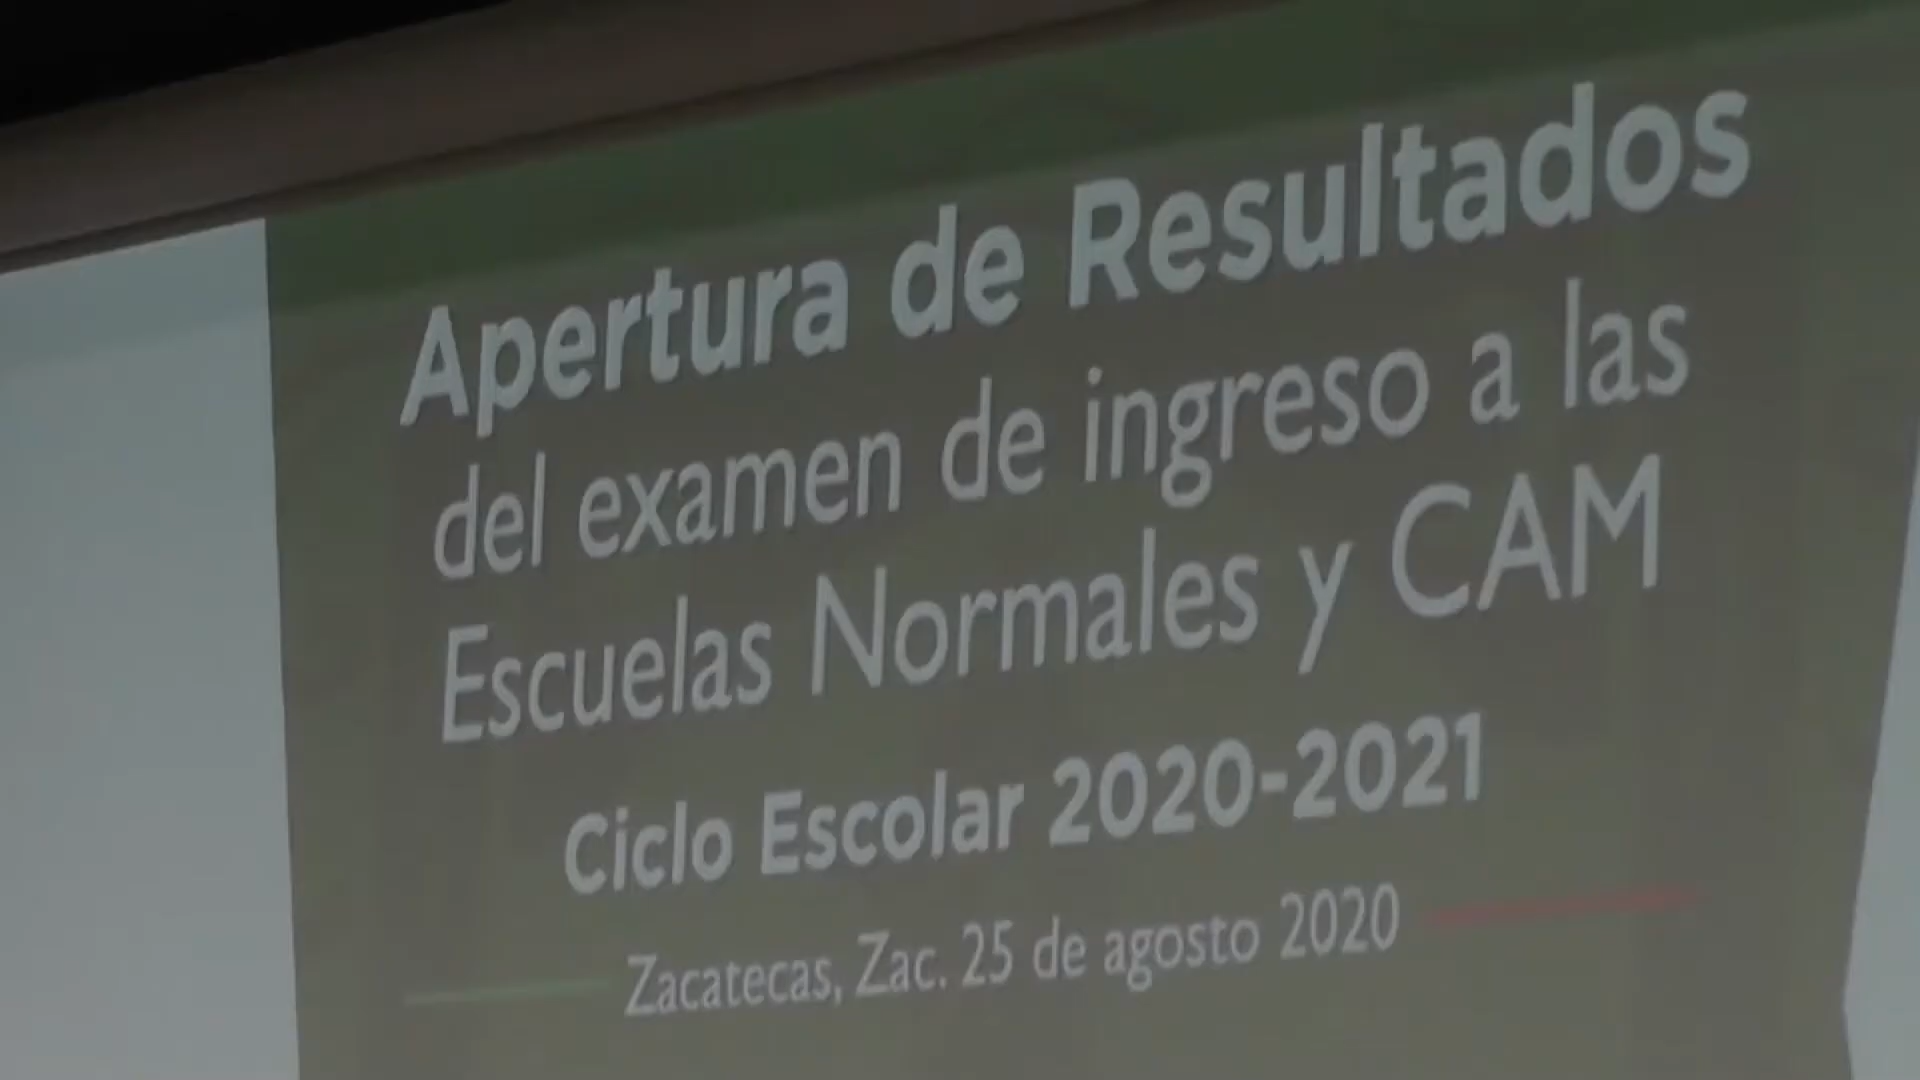 Apertura de Resultados
del examen de ingreso a las
Escuelas Normales y CAM
Ciclo Escolar 2020-2021
Zacatecas, Zac. 25 de agosto 2020